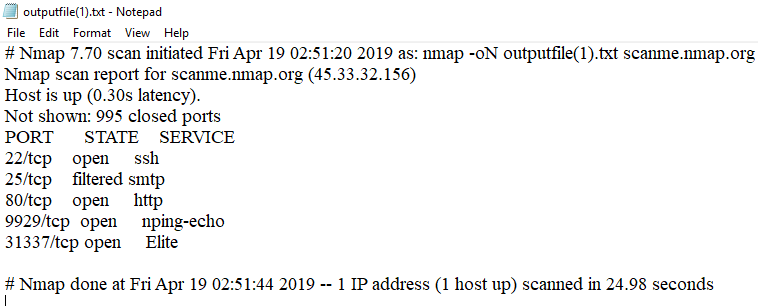 outputfile(1).txt - Notepad
File Edit Format View Help
# Nmap 7.70 scan initiated Fri Apr 19 02:51:20 2019 as: nmap -oN outputfile(1).txt scanme.nmap.org
Nmap scan report for scanme.nmap.org (45.33.32.156)
Host is up (0.30s latency).
Not shown: 995 closed ports
PORT STATE SERVICE
22/tcp open ssh
25/tcp filtered smtp
80/tcp open http
9929/tcp open nping-echo
31337/tcp open Elite
# Nmap done at Fri Apr 19 02:51:44 2019 -- 1 IP address (1 host up) scanned in 24.98 seconds